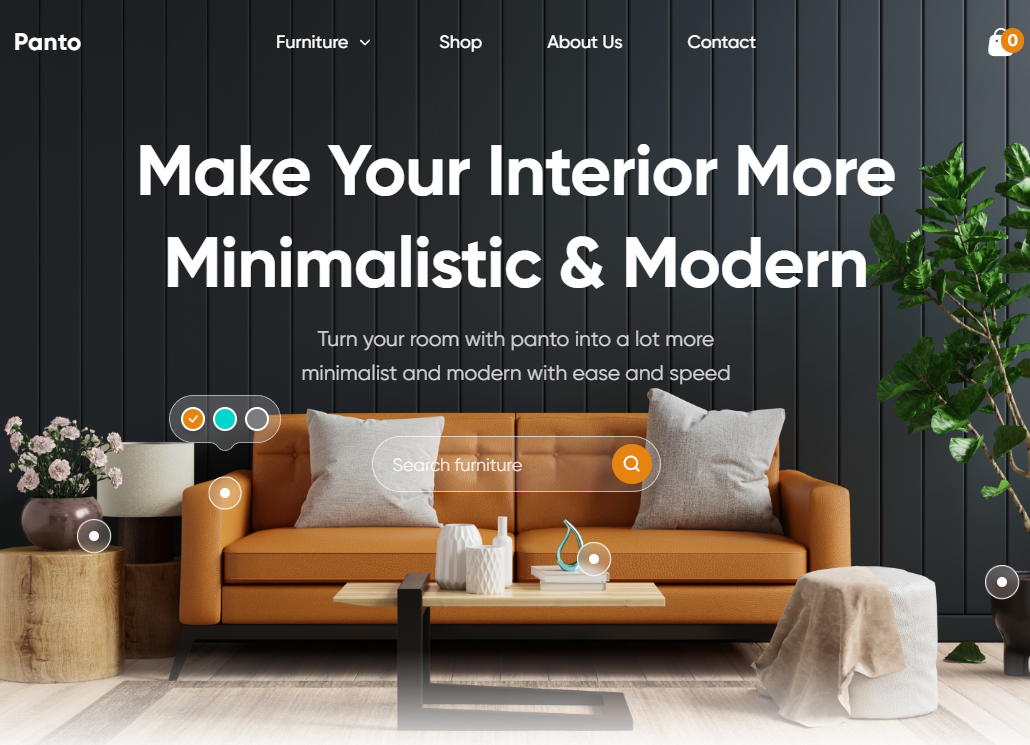 Panto
Furniture
Shop
About Us
Contact
0
Make Your Interior More
Minimalistic & Modern
Turn your room with panto into a lot more
minimalist and modern with ease and speed
Search furniture